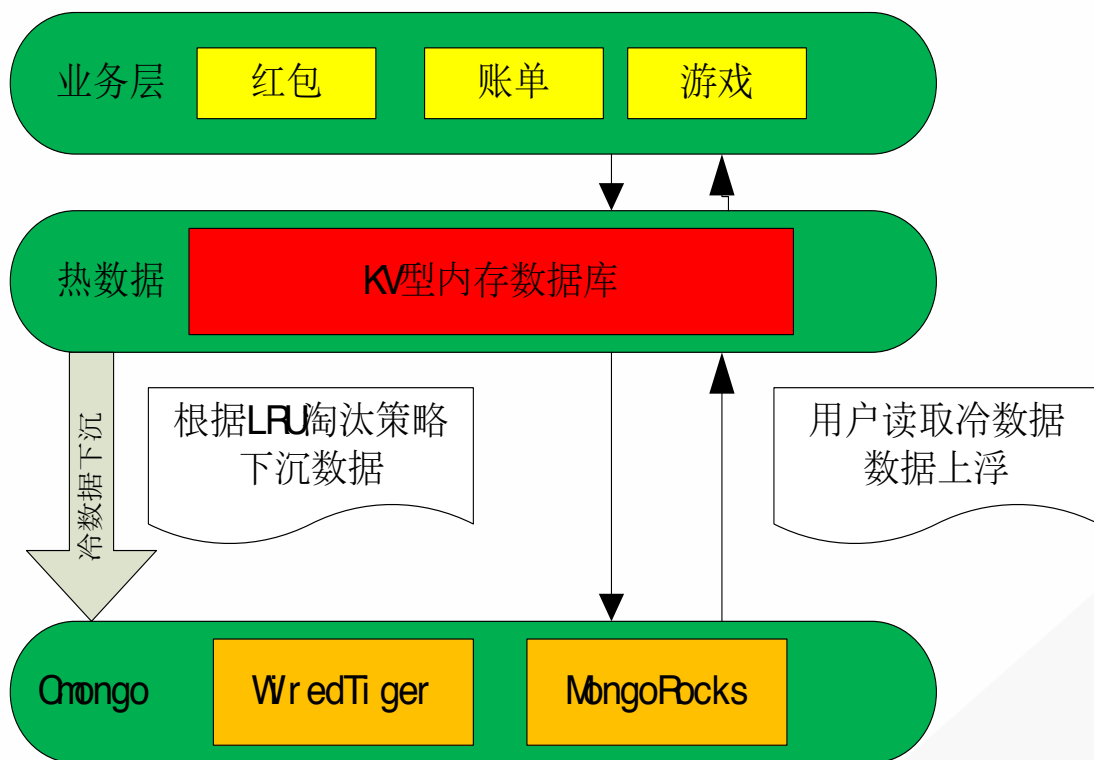 业务层
红包
账单
游戏
热数据
KV型内存数据库
冷数据下沉
根据LRU淘汰策略
下沉数据
用户读取冷数据
数据上浮
Cmongo
WiredTiger
MongoRocks